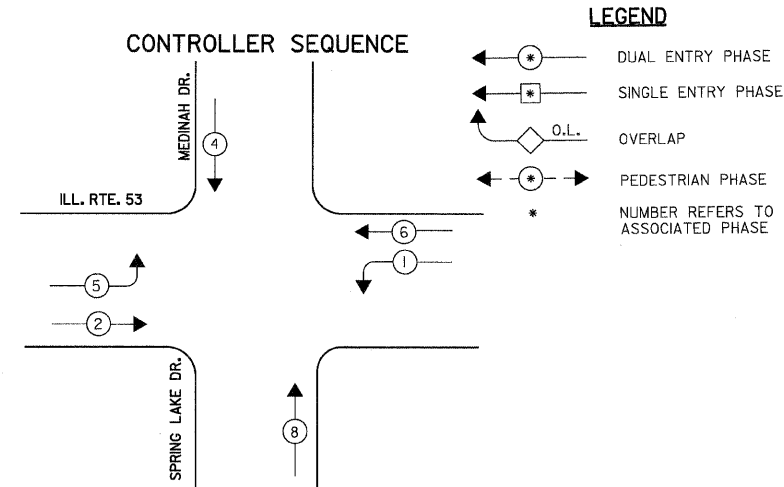 LEGEND
CONTROLLER SEQUENCE
* DUAL ENTRY PHASE
* SINGLE ENTRY PHASE
O.L. OVERLAP
* PEDESTRIAN PHASE
* NUMBER REFERS TO
ASSOCIATED PHASE
MEDINAH DR.
4
ILL. RTE. 53
6
1
5
2
SPRING LAKE DR.
8